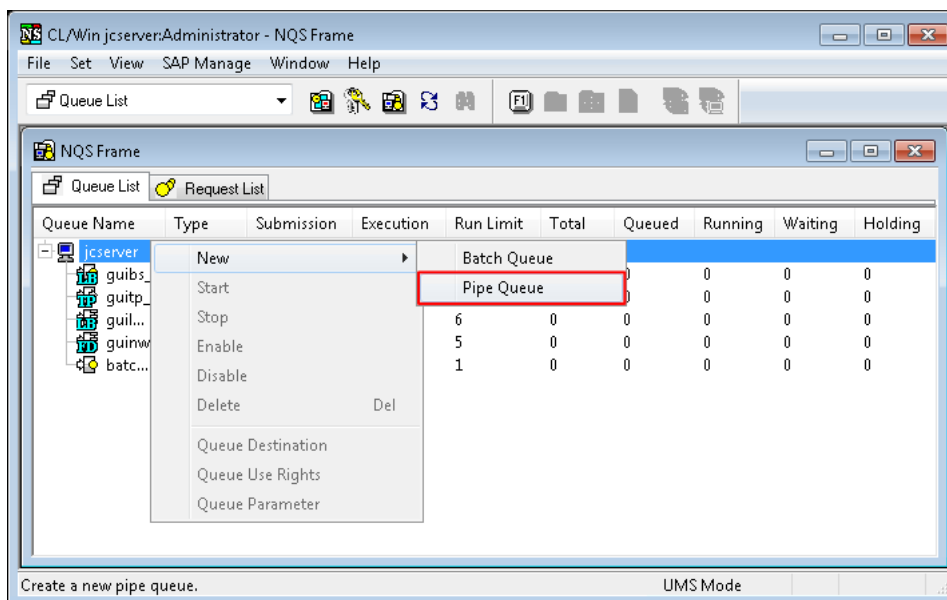 CL/Win jcserver:Administrator - NQS Frame
File Set View SAP Manage Window Help
Queue List
NQS Frame
Queue List Request List
Queue Name Type Submission Execution Run Limit Total Queued Running Waiting Holding
jcserver
New Batch Queue
guibs_ 0 0 0 0
Start Pipe Queue
guitp_ 0 0 0 0
Stop
guil... 6 0 0 0 0 0
Enable
guinw 5 0 0 0 0 0
batc... 1 0 0 0 0 0
Disable
Delete Del
Queue Destination
Queue Use Rights
Queue Parameter
Create a new pipe queue. UMS Mode